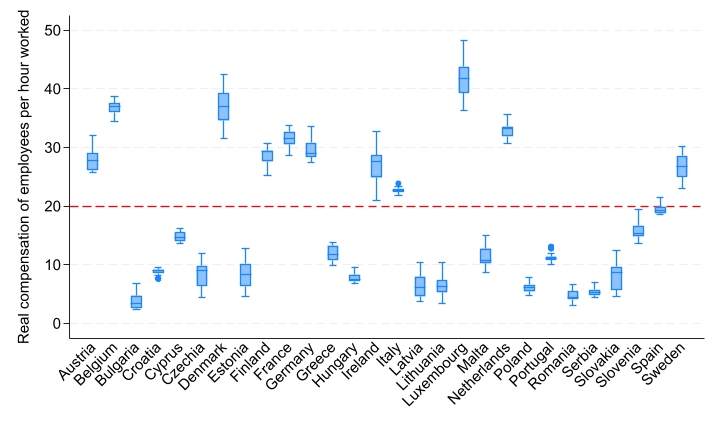 Real compensation of employees per hour worked
50
40
30
20
10
0
Austria
Belgium
Bulgaria
Croatia
Cyprus
Czechia
Denmark
Estonia
Finland
France
Germany
Greece
Hungary
Ireland
Italy
Latvia
Lithuania
Luxembourg
Malta
Netherlands
Poland
Portugal
Romania
Serbia
Slovakia
Slovenia
Spain
Sweden